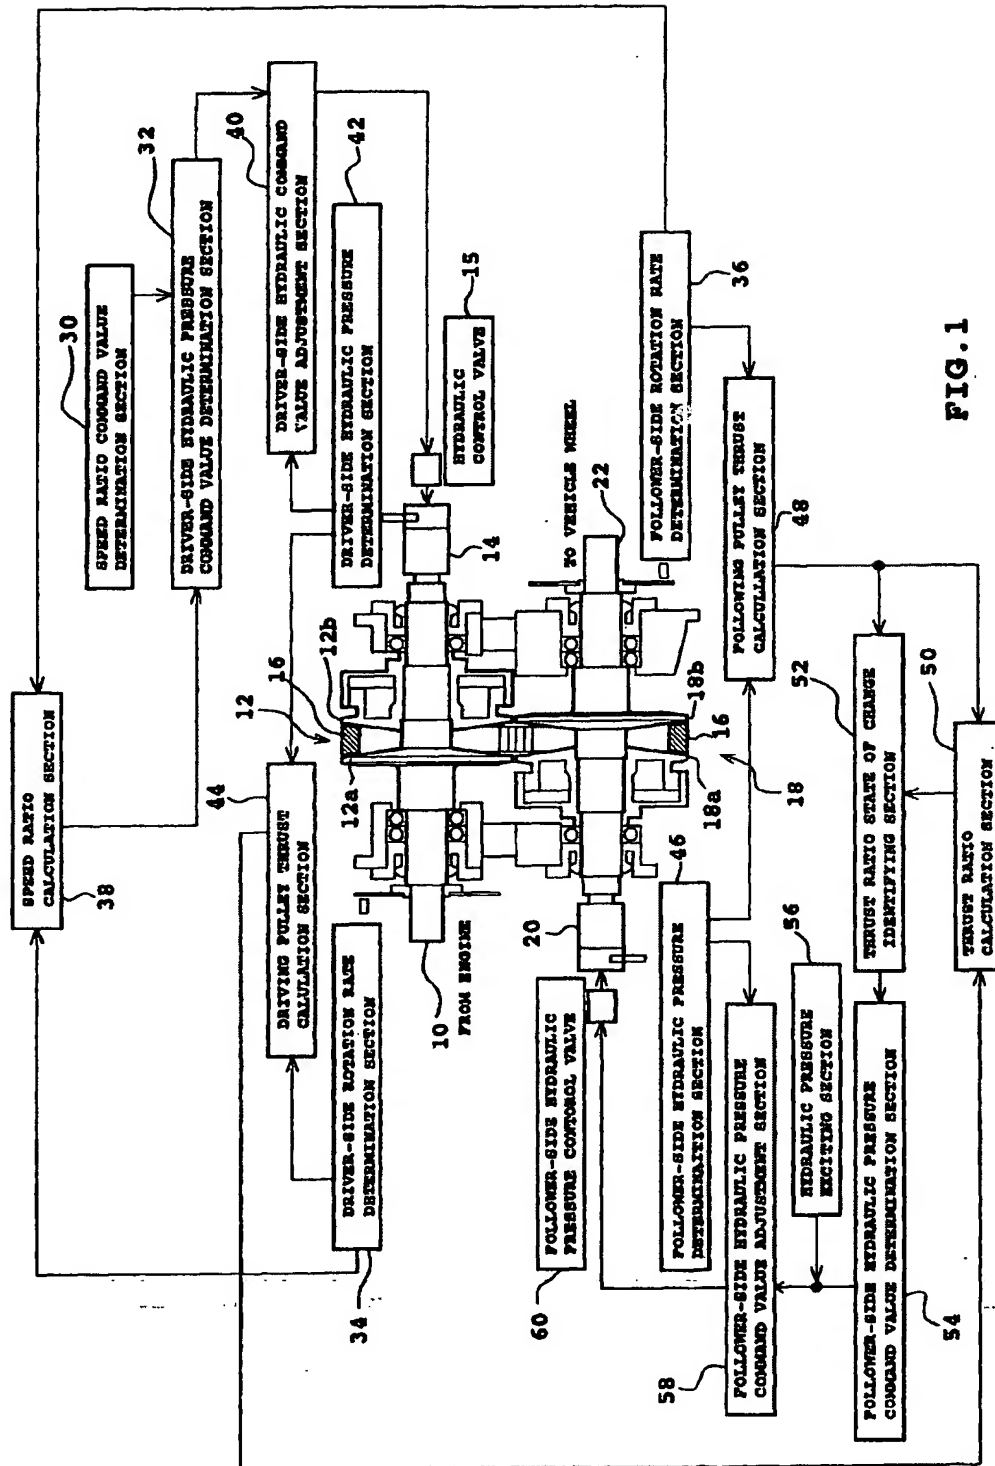 SPEED RATIO
CALCULATION SECTION
38
SPEED RATIO COMMAND VALUE
DETERMINATION SECTION
30
DRIVER-SIDE HYDRAULIC PRESSURE
COMMAND VALUE DETERMINATION SECTION
32
DRIVER-SIDE HYDRAULIC COMMAND
VALUE ADJUSTMENT SECTION
40
DRIVING PULLEY THRUST
CALULATION SECTION
44
DRIVER-SIDE HYDRAULIC PRESSURE
DETERMINATION SECTION
42
DRIVER-SIDE ROTATION RATE
DETERMINATION SECTION
34
12
16
12b
12a
10
FROM ENGINE
14
HYDRAULIC
CONTROL VALVE
15
TO VEHICLE WHEEL
22
20
18b
16
18a
18
FOLLOWER-SIDE HYDRAULIC
PRESSURE CONTOROL VALVE
60
FOLLOWER-SIDE HYDRAULIC PRESSURE
DETERMINAITION SECTION
46
FOLLOWER-SIDE ROTATION RATE
DETERMINATION SECTION
36
FOLLOWER-SIDE HYDRAULIC PRESSURE
COMMAND VALUE ADJUSTMENT SECTION
58
HYDRAULIC PRESSURE
EXCITING SECTION
56
FOLLOWING PULLEY THRUST
CALCULLATION SECTION
48
FOLLOWER-SIDE HYDRAULIC PRESSURE
COMMAND VALUE DETERMINATION SECTION
54
THRUST RATIO STATE OF CHANGE
IDENTIFYING SECTION
52
THRUST RATIO
CALCULATION SECTION
50
FIG.1